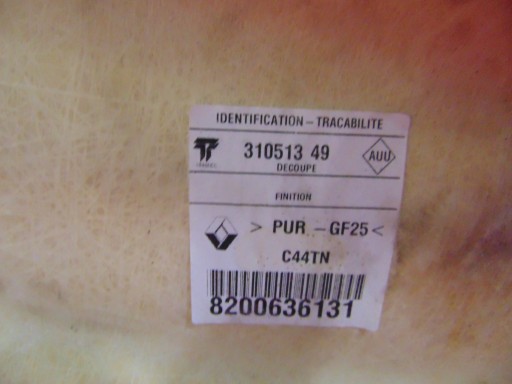 IDENTIFICATION - TRACABILITE
310513 49
AUU
DECOUPE
FINITION
> PUR - GF25 <
C44TN
8200636131